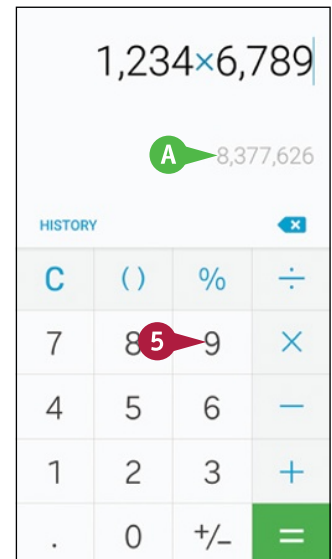 1,234×6,789
A 8,377,626
HISTORY
C ( ) % ÷
7 8 5 9 ×
4 5 6 −
1 2 3 +
. 0 +/− =